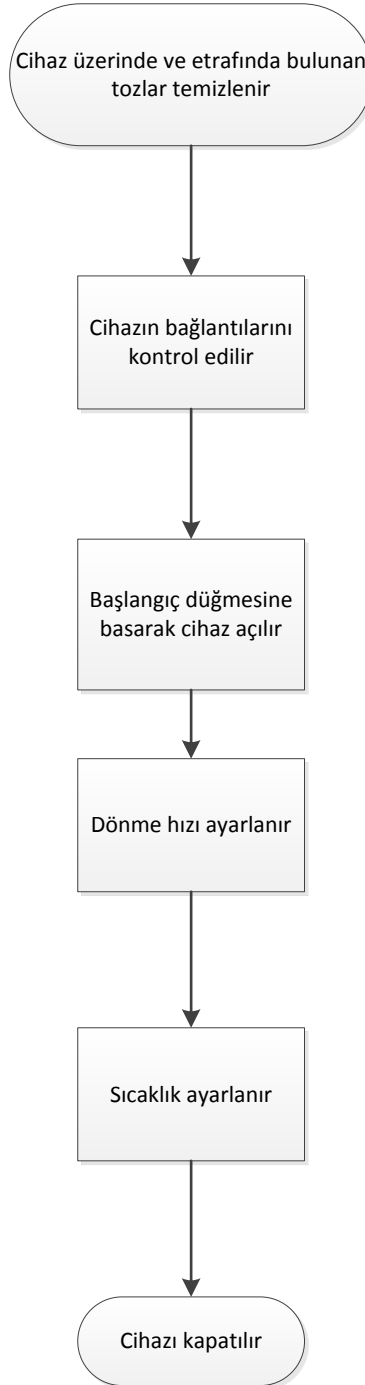 Cihaz üzerinde ve etrafında bulunan
tozlar temizlenir
Cihazın bağlantılarını
kontrol edilir
Başlangıç düğmesine
basarak cihaz açılır
Dönme hızı ayarlanır
Sıcaklık ayarlanır
Cihazı kapatılır